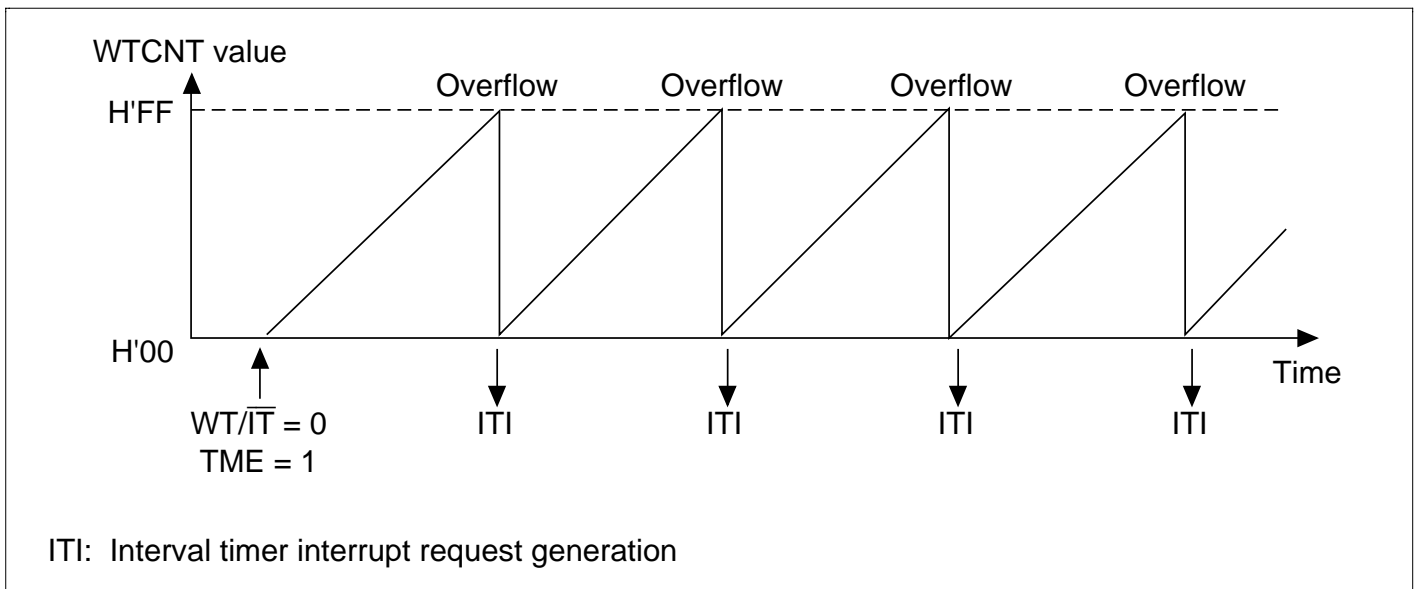 WTCNT value
Overflow Overflow Overflow Overflow
H'FF
H'00
Time
WT/I̅T̅ = 0
TME = 1
ITI ITI ITI ITI
ITI: Interval timer interrupt request generation